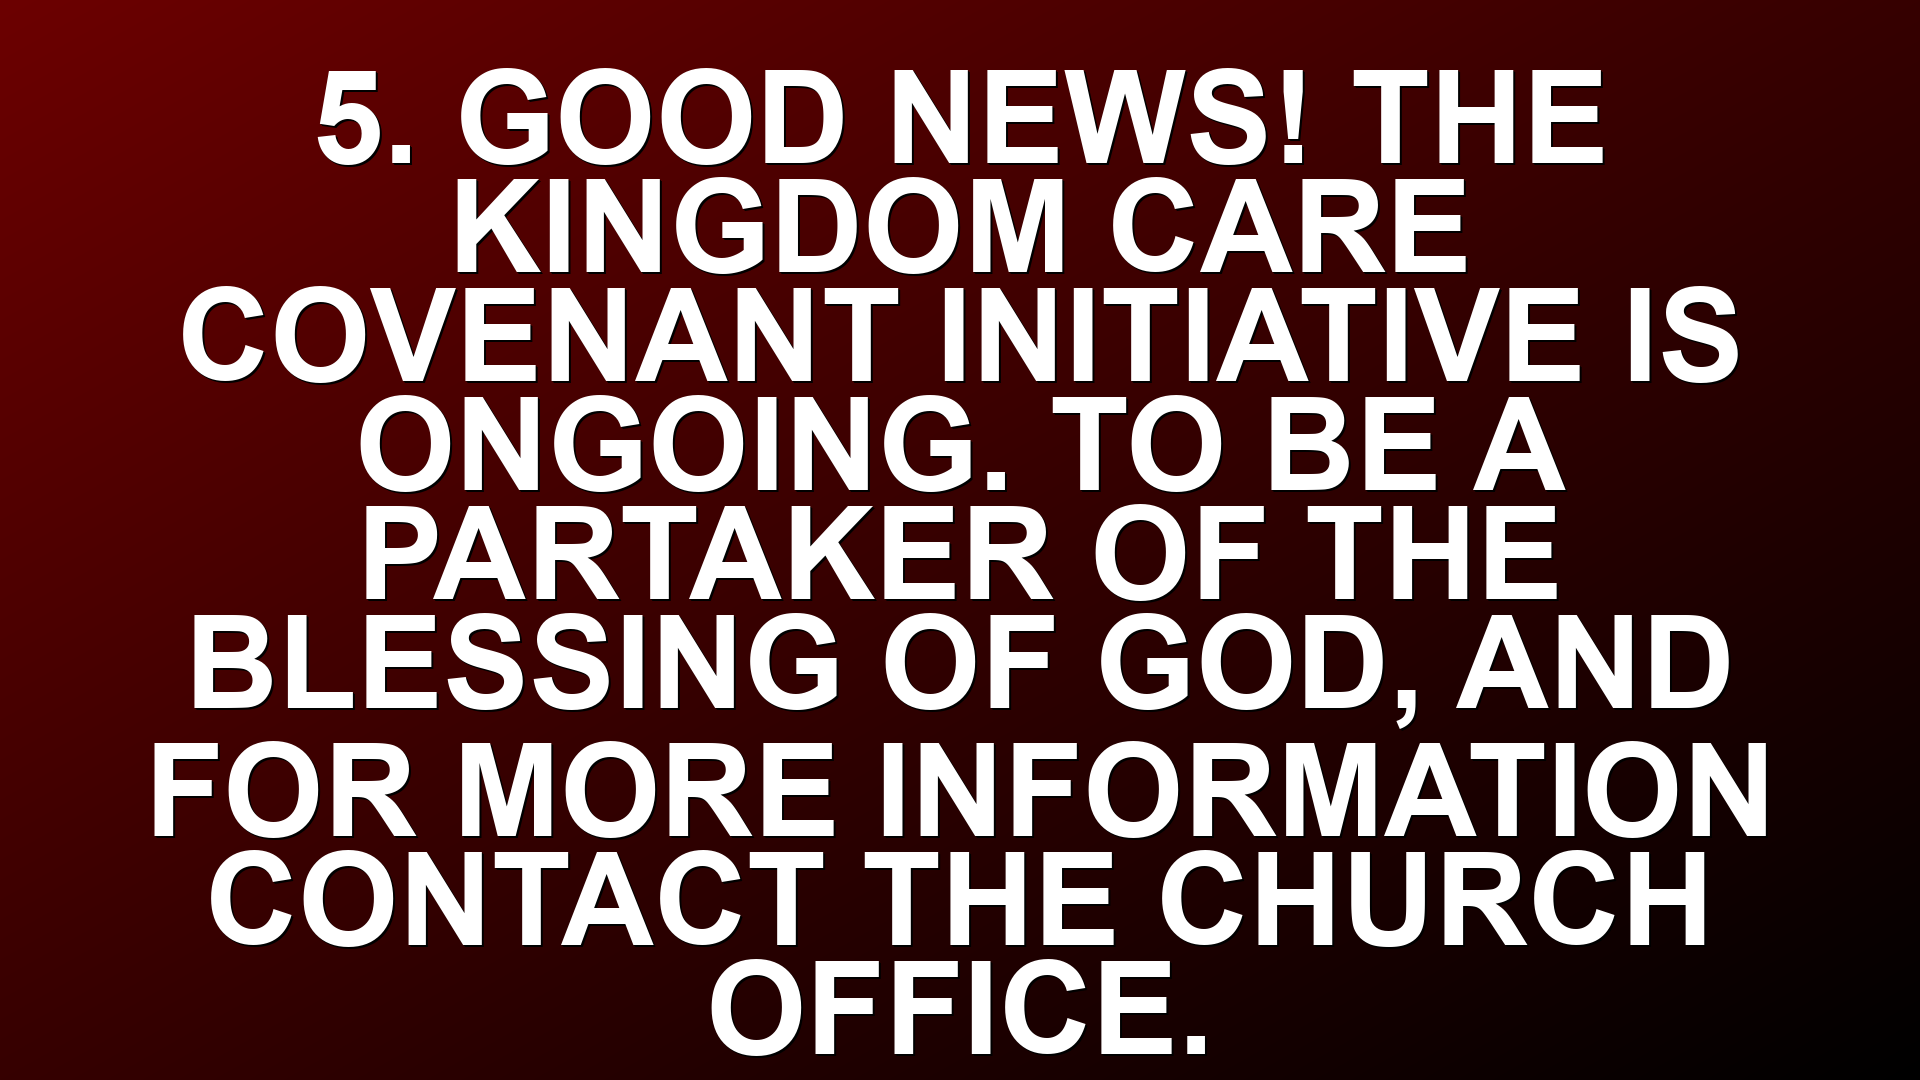 5. GOOD NEWS! THE
KINGDOM CARE
COVENANT INITIATIVE IS
ONGOING. TO BE A
PARTAKER OF THE
BLESSING OF GOD, AND
FOR MORE INFORMATION
CONTACT THE CHURCH
OFFICE.